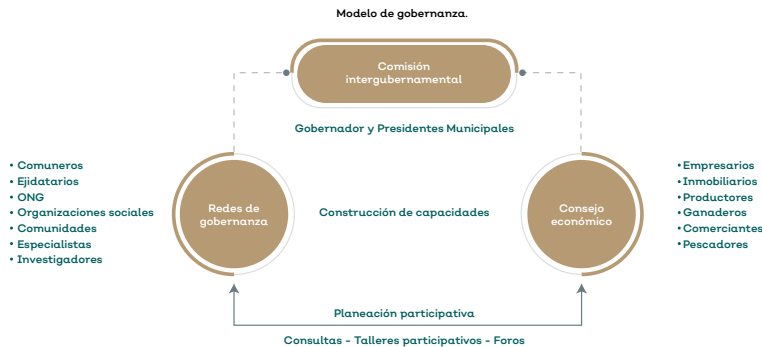 Modelo de gobernanza.
Comisión
intergubernamental
Gobernador y Presidentes Municipales
• Comuneros
• Ejidatarios
• ONG
• Organizaciones sociales
• Comunidades
• Especialistas
• Investigadores
Redes de
gobernanza
Construcción de capacidades
Consejo
económico
• Empresarios
• Inmobiliarios
• Productores
• Ganaderos
• Comerciantes
• Pescadores
Planeación participativa
Consultas - Talleres participativos - Foros